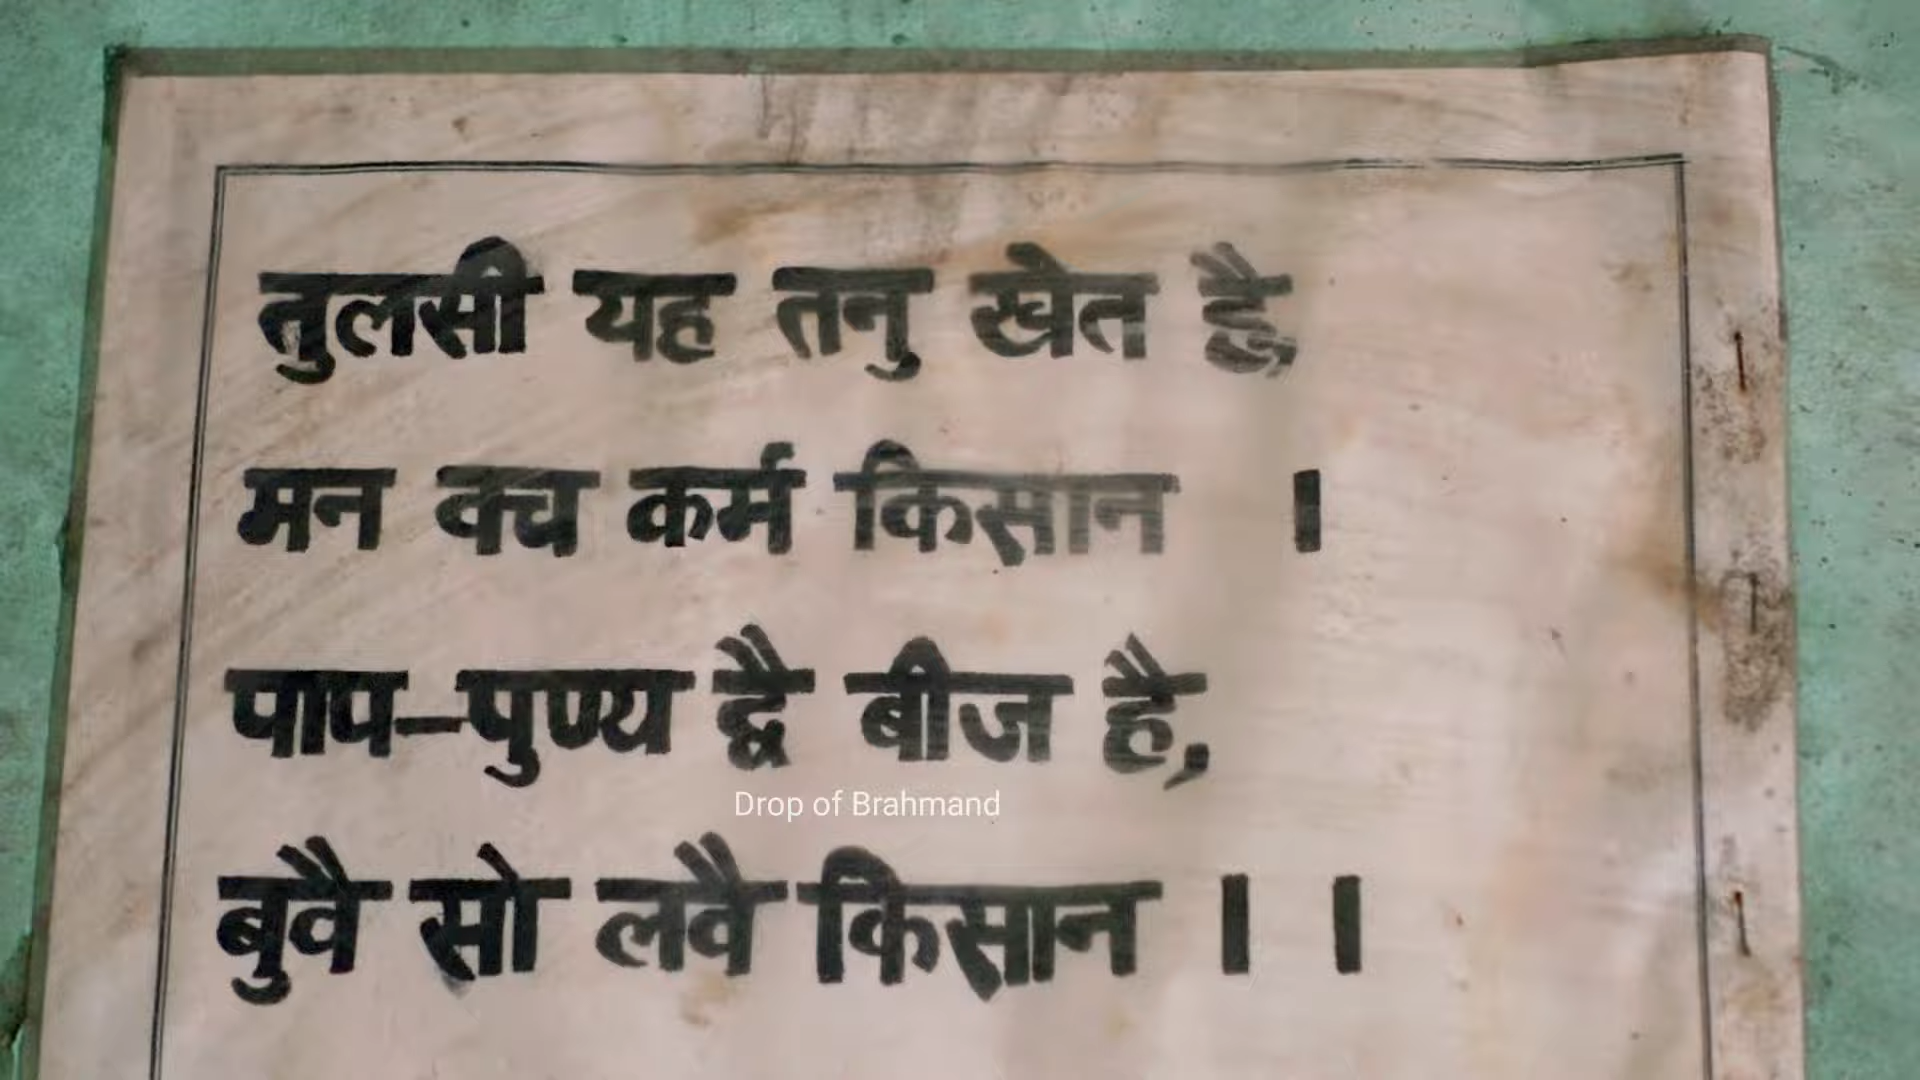 तुलसी यह तनु खेत है,
मन वच कर्म किसान ।
पाप–पुण्य द्वै बीज है,
Drop of Brahmand
बुवै सो लवै किसान ।।